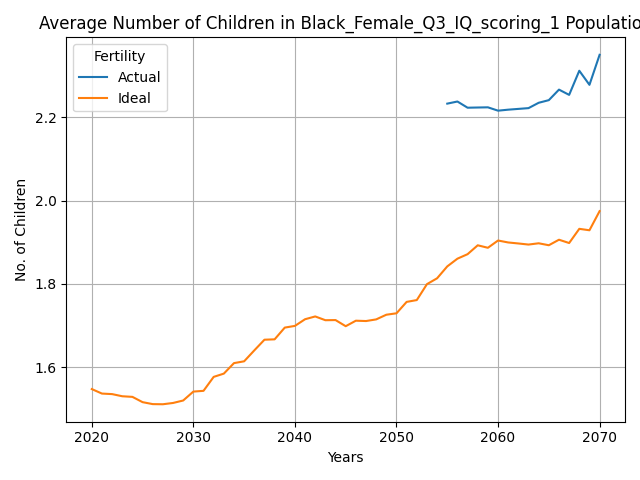 Average Number of Children in Black_Female_Q3_IQ_scoring_1 Populatio
Fertility
Actual
Ideal
No. of Children
2.2
2.0
1.8
1.6
2020 2030 2040 2050 2060 2070
Years